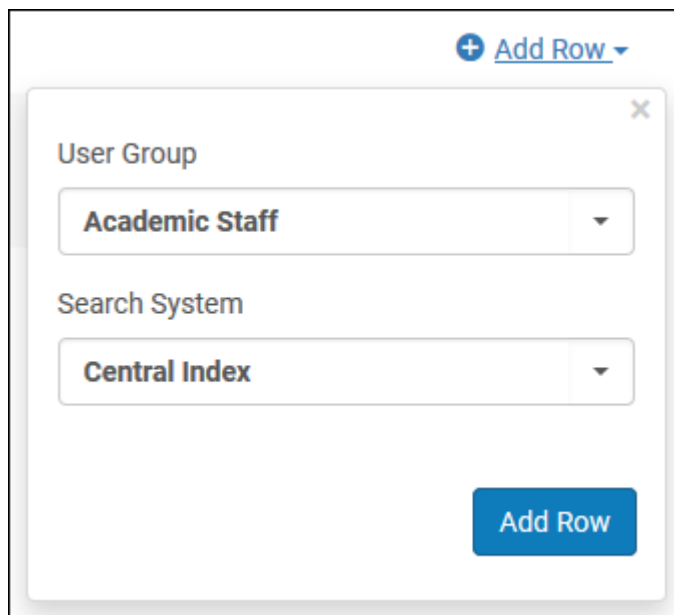 Add Row
User Group
Academic Staff
Search System
Central Index
Add Row